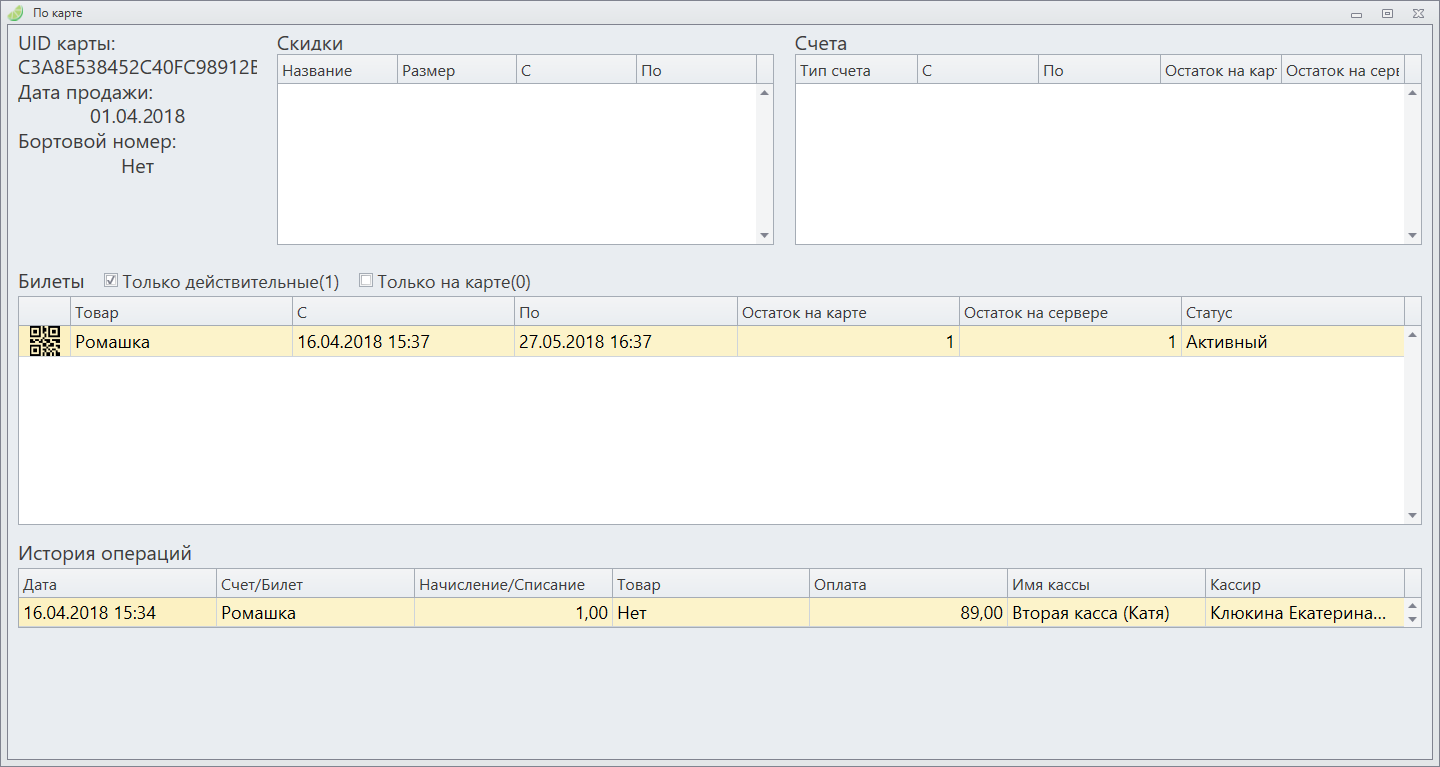 По карте
UID карты:
C3A8E538452C40FC98912E
Дата продажи:
01.04.2018
Бортовой номер:
Нет
Скидки
Название Размер С По
Счета
Тип счета С По Остаток на кар Остаток на сер
Билеты Только действительные(1) Только на карте(0)
Товар С По Остаток на карте Остаток на сервере Статус
Ромашка 16.04.2018 15:37 27.05.2018 16:37 1 1 Активный
История операций
Дата Счет/Билет Начисление/Списание Товар Оплата Имя кассы Кассир
16.04.2018 15:34 Ромашка 1,00 Нет 89,00 Вторая касса (Катя) Клюкина Екатерина...